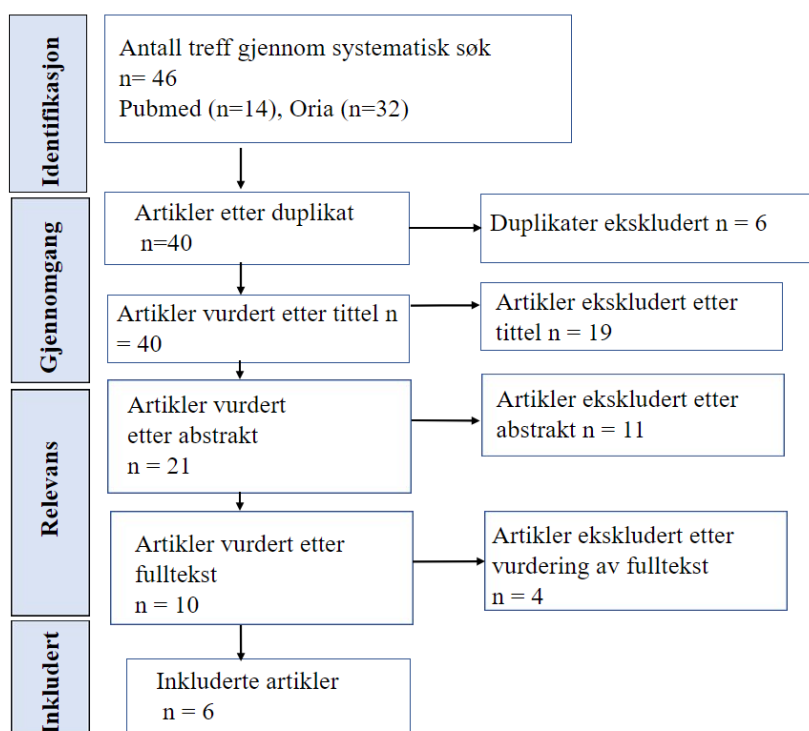 Identifikasjon
Antall treff gjennom systematisk søk
n= 46
Pubmed (n=14), Oria (n=32)
Gjennomgang
Artikler etter duplikat
n=40
Duplikater ekskludert n = 6
Artikler vurdert etter tittel n
= 40
Artikler ekskludert etter
tittel n = 19
Relevans
Artikler vurdert
etter abstrakt
n = 21
Artikler ekskludert etter
abstrakt n = 11
Artikler vurdert etter
fulltekst
n = 10
Artikler ekskludert etter
vurdering av fulltekst
n = 4
Inkludert
Inkluderte artikler
n = 6